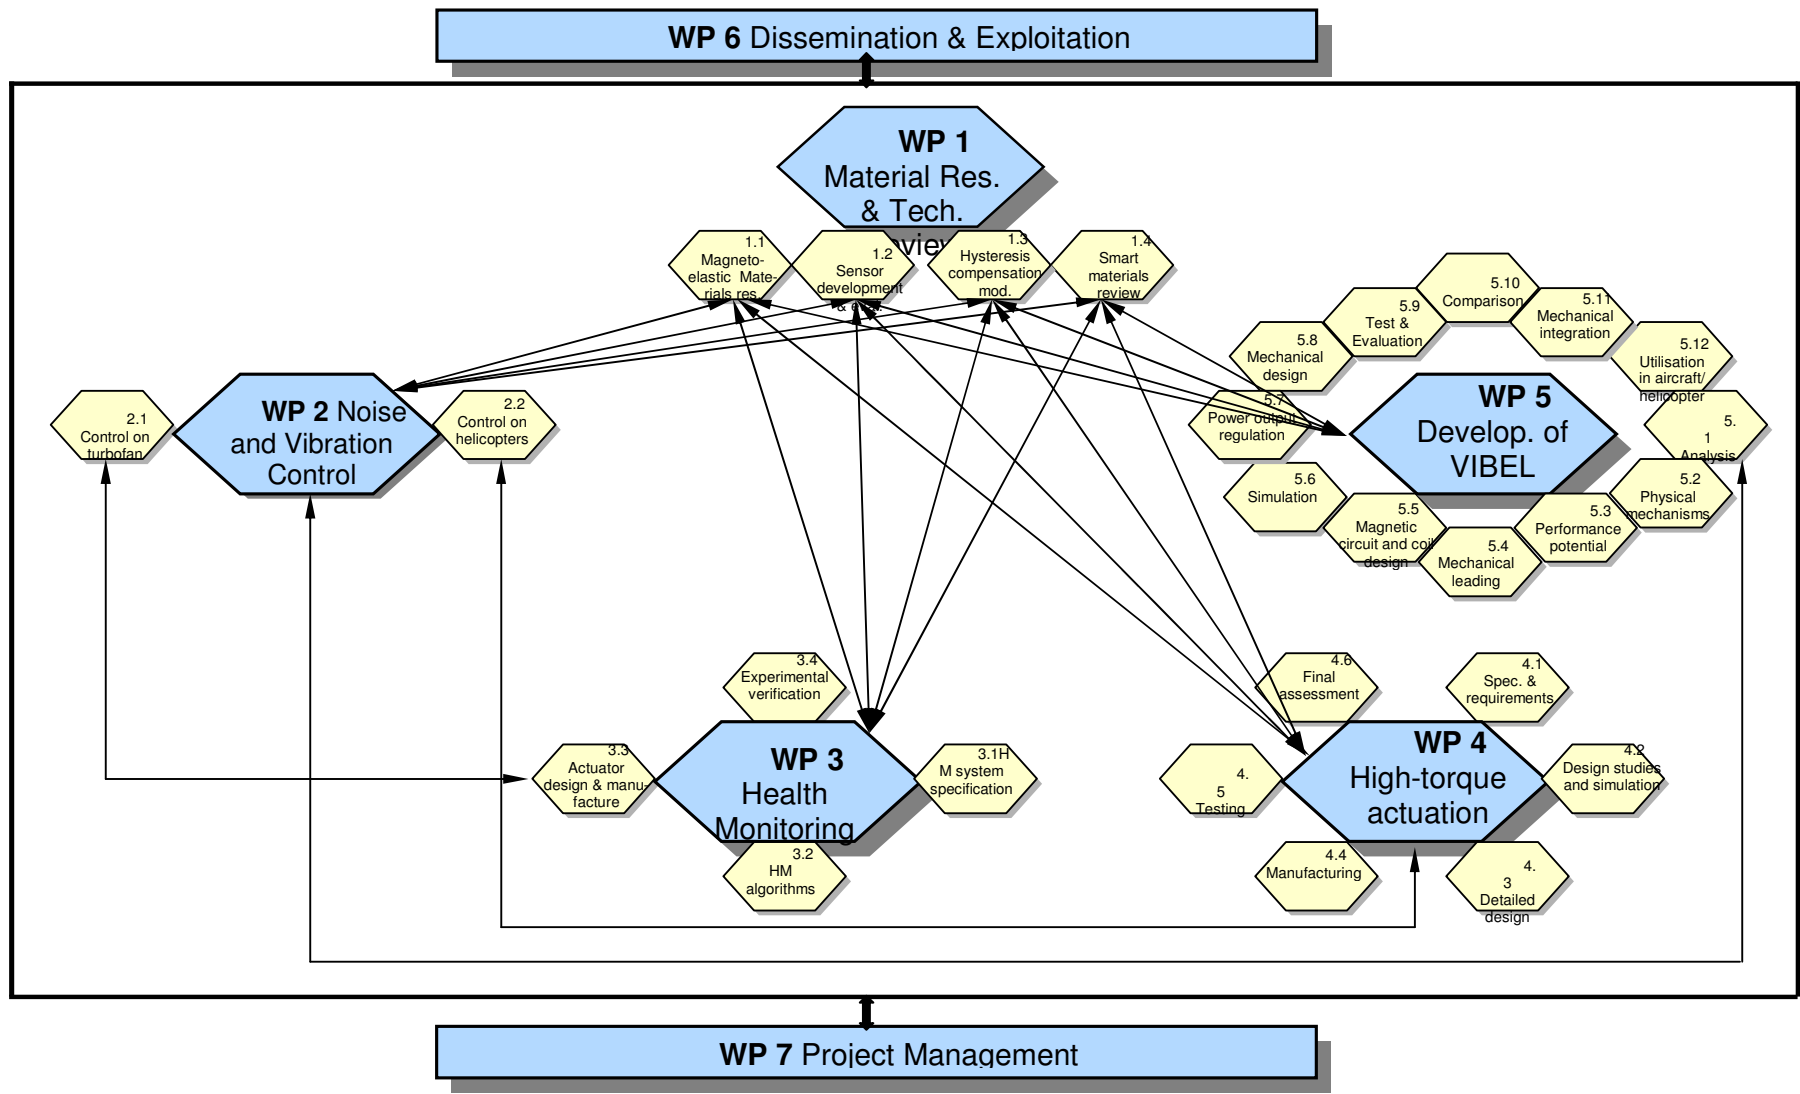 WP 6 Dissemination & Exploitation
WP 1
Material Res.
& Tech.
1.1
Magneto-
elastic Mate-
rials res.
1.2
Sensor
development
1.3
Hysteresis
compensation
mod.
1.4
Smart
materials
review
WP 2 Noise
and Vibration
Control
2.1
Control on
turbofan
2.2
Control on
helicopters
WP 5
Develop. of
VIBEL
5.10
Comparison
5.9
Test &
Evaluation
5.11
Mechanical
integration
5.8
Mechanical
design
5.12
Utilisation
in aircraft/
helicopter
5.7
Power output
regulation
5.
1
Analysis
5.6
Simulation
5.2
Physical
mechanisms
5.5
Magnetic
circuit and coil
design
5.3
Performance
potential
5.4
Mechanical
leading
WP 3
Health
Monitoring
3.4
Experimental
verification
3.3
Actuator
design & manu-
facture
3.1H
M system
specification
3.2
HM
algorithms
WP 4
High-torque
actuation
4.6
Final
assessment
4.1
Spec. &
requirements
4.
5
Testing
4.2
Design studies
and simulation
4.4
Manufacturing
4.
3
Detailed
design
WP 7 Project Management